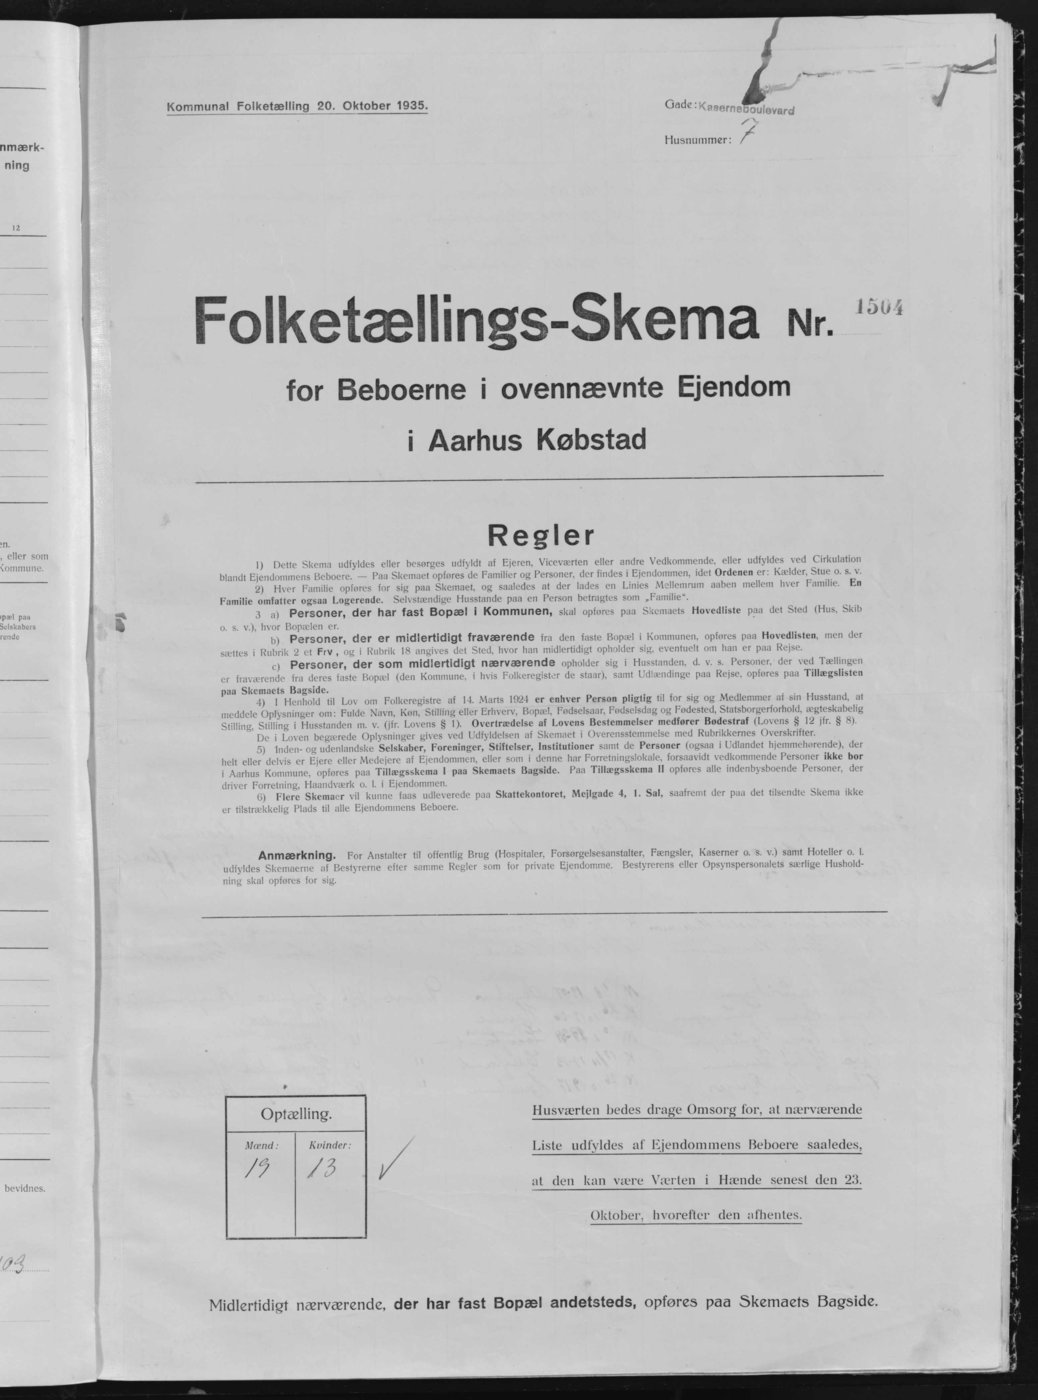 nmærk-
ning
12
en.
, eller som
Kommune.
opæl paa
Selskabers
rende
bevidnes.
103
Kommunal Folketælling 20. Oktober 1935.
Gade: Kaserneboulevard
Husnummer: 7
Folketællings-Skema Nr. 1504
for Beboerne i ovennævnte Ejendom
i Aarhus Købstad
Regler
1) Dette Skema udfyldes eller besørges udfyldt af Ejeren, Viceværten eller andre Vedkommende, eller udfyldes ved Cirkulation
blandt Ejendommens Beboere. — Paa Skemaet opføres de Familier og Personer, der findes i Ejendommen, idet Ordenen er: Kælder, Stue o. s. v.
2) Hver Familie opføres for sig paa Skemaet, og saaledes at der lades en Linies Mellemrum aaben mellem hver Familie. En
Familie omfatter ogsaa Logerende. Selvstændige Husstande paa en Person betragtes som „Familie“.
3 a) Personer, der har fast Bopæl i Kommunen, skal opføres paa Skemaets Hovedliste paa det Sted (Hus, Skib
o. s. v.), hvor Bopælen er.
b) Personer, der er midlertidigt fraværende fra den faste Bopæl i Kommunen, opføres paa Hovedlisten, men der
sættes i Rubrik 2 et Frv., og i Rubrik 18 angives det Sted, hvor han midlertidigt opholder sig, eventuelt om han er paa Rejse.
c) Personer, der som midlertidigt nærværende opholder sig i Husstanden, d. v. s. Personer, der ved Tællingen
er fraværende fra deres faste Bopæl (den Kommune, i hvis Folkeregister de staar), samt Udlændinge paa Rejse, opføres paa Tillægslisten
paa Skemaets Bagside.
4) I Henhold til Lov om Folkeregistre af 14. Marts 1924 er enhver Person pligtig til for sig og Medlemmer af sin Husstand, at
meddele Opfysninger om: Fulde Navn, Køn, Stilling eller Erhverv, Bopæl, Fødselsaar, Fødselsdag og Fødested, Statsborgerforhold, ægteskabelig
Stilling, Stilling i Husstanden m. v. (jfr. Lovens § 1). Overtrædelse af Lovens Bestemmelser medfører Bødestraf (Lovens § 12 jfr. § 8).
De i Loven begærede Oplysninger gives ved Udfyldelsen af Skemaet i Overensstemmelse med Rubrikkernes Overskrifter.
5) Inden- og udenlandske Selskaber, Foreninger, Stiftelser, Institutioner samt de Personer (ogsaa i Udlandet hjemmehørende), der
helt eller delvis er Ejere eller Medejere af Ejendommen, eller som i denne har Forretningslokale, forsaavidt vedkommende Personer ikke bor
i Aarhus Kommune, opføres paa Tillægsskema I paa Skemaets Bagside. Paa Tillægsskema II opføres alle indenbysboende Personer, der
driver Forretning, Haandværk o. l. i Ejendommen.
6) Flere Skemaer vil kunne faas udleverede paa Skattekontoret, Mejlgade 4, 1. Sal, saafremt der paa det tilsendte Skema ikke
er tilstrækkelig Plads til alle Ejendommens Beboere.
Anmærkning. For Anstalter til offentlig Brug (Hospitaler, Forsørgelsesanstalter, Fængsler, Kaserner o. s. v.) samt Hoteller o. l.
udfyldes Skemaerne af Bestyrerne efter samme Regler som for private Ejendomme. Bestyrerens eller Opsynspersonalets særlige Hushold-
ning skal opføres for sig.
Optælling.
Mænd: Kvinder:
19 13
Husværten bedes drage Omsorg for, at nærværende
Liste udfyldes af Ejendommens Beboere saaledes,
at den kan være Værten i Hænde senest den 23.
Oktober, hvorefter den afhentes.
Midlertidigt nærværende, der har fast Bopæl andetsteds, opføres paa Skemaets Bagside.